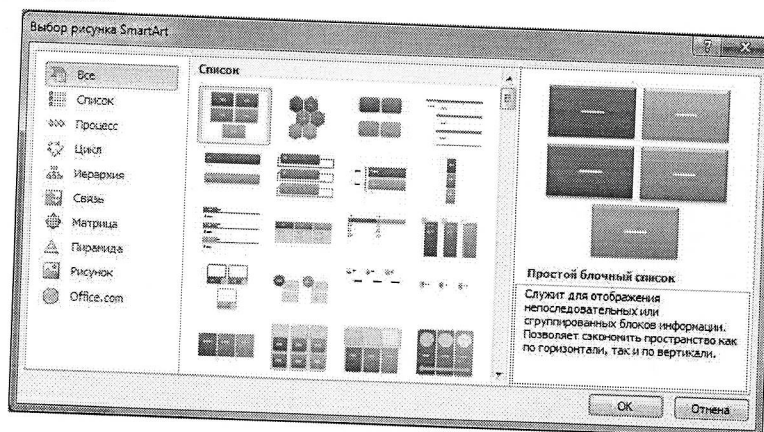 Выбор рисунка SmartArt
Все
Список
Процесс
Цикл
Иерархия
Связь
Матрица
Пирамида
Рисунок
Office.com
Список
Простой блочный список
Служит для отображения
непоследовательных или
сгруппированных блоков информации.
Позволяет сэкономить пространство как
по горизонтали, так и по вертикали.
ОК
Отмена